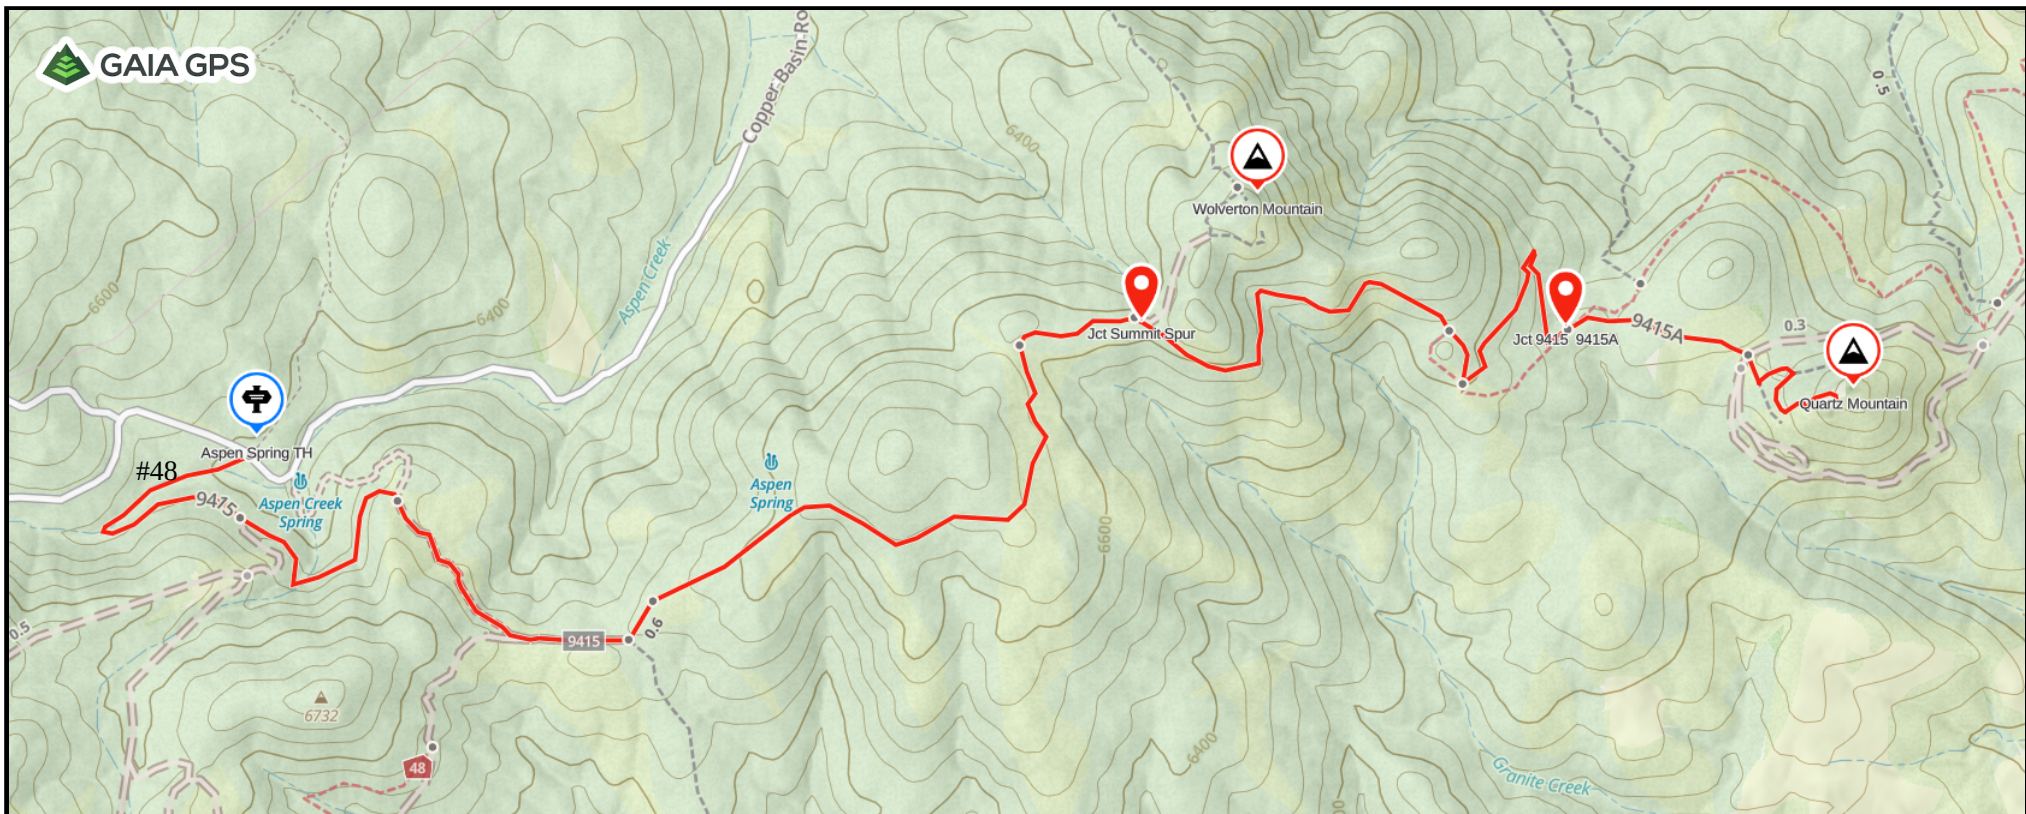 GAIA GPS
Copper Basin Ro
6400
0.5
Wolverton Mountain
Aspen Creek
6600
6400
Jct Summit Spur
Jct 9415 9415A
9415A
0.3
Quartz Mountain
Aspen Spring TH
#48
9415
Aspen Creek
Spring
Aspen
Spring
6600
0.5
9415
0.6
6732
48
6400
Granite Creek